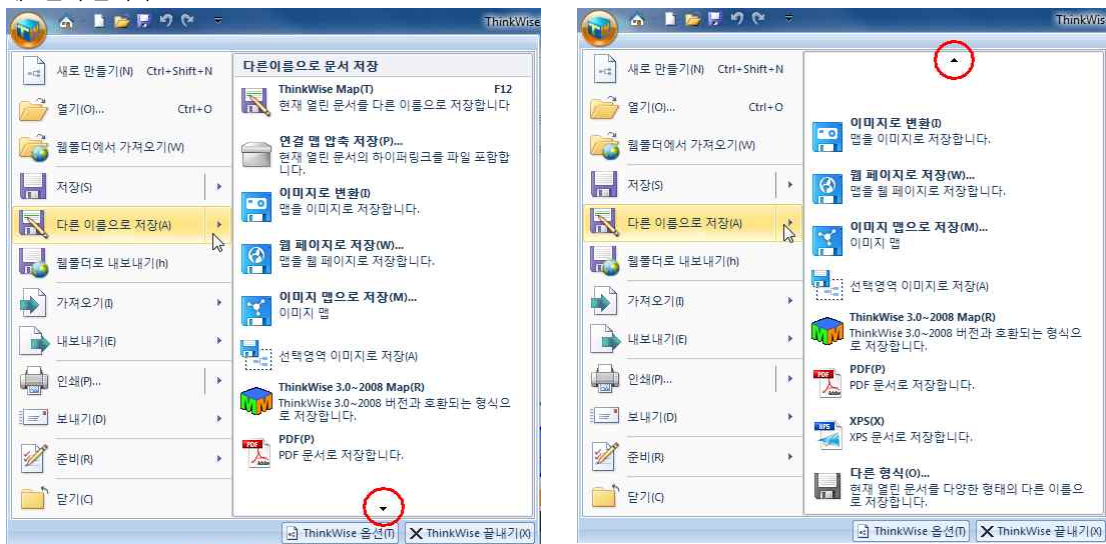 ThinkWise
새로 만들기(N) Ctrl+Shift+N
열기(O)... Ctrl+O
웹폴더에서 가져오기(W)
저장(S)
다른 이름으로 저장(A)
웹폴더로 내보내기(h)
가져오기(I)
내보내기(E)
인쇄(P)...
보내기(D)
준비(R)
닫기(C)
다른이름으로 문서 저장
ThinkWise Map(T) F12
현재 열린 문서를 다른 이름으로 저장합니다
연결 맵 압축 저장(P)...
현재 열린 문서의 하이퍼링크를 파일 포함합
니다.
이미지로 변환(I)
맵을 이미지로 저장합니다.
웹 페이지로 저장(W)...
맵을 웹 페이지로 저장합니다.
이미지 맵으로 저장(M)...
이미지 맵
선택영역 이미지로 저장(A)
ThinkWise 3.0~2008 Map(R)
ThinkWise 3.0~2008 버전과 호환되는 형식으
로 저장합니다.
PDF(P)
PDF 문서로 저장합니다.
ThinkWise 옵션(T) ThinkWise 끝내기(X)
ThinkWis
새로 만들기(N) Ctrl+Shift+N
열기(O)... Ctrl+O
웹폴더에서 가져오기(W)
저장(S)
다른 이름으로 저장(A)
웹폴더로 내보내기(h)
가져오기(I)
내보내기(E)
인쇄(P)...
보내기(D)
준비(R)
닫기(C)
이미지로 변환(I)
맵을 이미지로 저장합니다.
웹 페이지로 저장(W)...
맵을 웹 페이지로 저장합니다.
이미지 맵으로 저장(M)...
이미지 맵
선택영역 이미지로 저장(A)
ThinkWise 3.0~2008 Map(R)
ThinkWise 3.0~2008 버전과 호환되는 형식으
로 저장합니다.
PDF(P)
PDF 문서로 저장합니다.
XPS(X)
XPS 문서로 저장합니다.
다른 형식(O)...
현재 열린 문서를 다양한 형태의 다른 이름으
로 저장합니다.
ThinkWise 옵션(T) ThinkWise 끝내기(X)